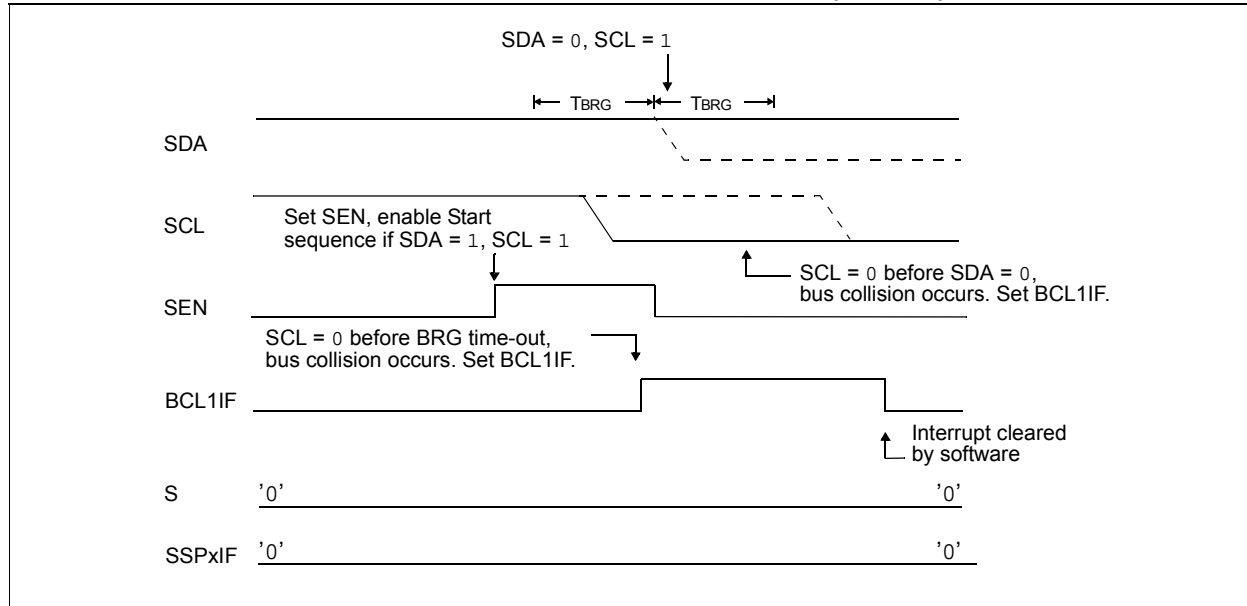 SDA = 0, SCL = 1
TBRG TBRG
SDA
SCL
Set SEN, enable Start
sequence if SDA = 1, SCL = 1
SCL = 0 before SDA = 0,
bus collision occurs. Set BCL1IF.
SEN
SCL = 0 before BRG time-out,
bus collision occurs. Set BCL1IF.
BCL1IF
Interrupt cleared
by software
S '0' '0'
SSPxIF '0' '0'